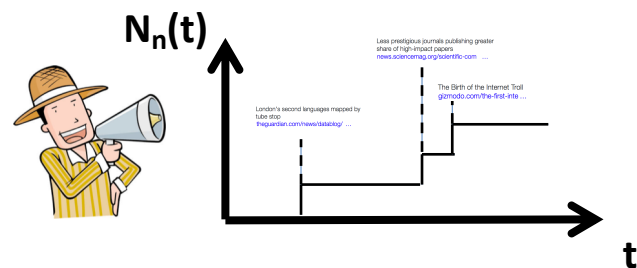 Nn(t)
Less prestigious journals publishing greater
share of high-impact papers
news.sciencemag.org/scientific-com ...
The Birth of the Internet Troll
gizmodo.com/the-first-inte ...
London's second languages mapped by
tube stop
theguardian.com/news/datablog/ ...
t